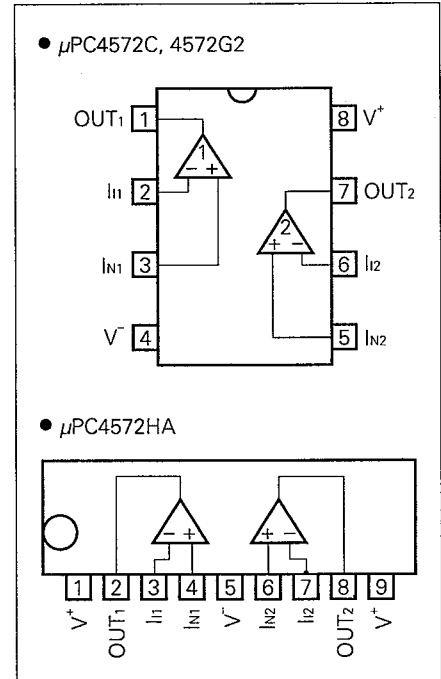 ● μPC4572C, 4572G2
OUT1 1
8 V+
1
- +
II1 2
7 OUT2
2
+ -
IN1 3
6 II2
V- 4
5 IN2
● μPC4572HA
- +
+ -
1 2 3 4 5 6 7 8 9
V+ OUT1 II1 IN1 V- IN2 II2 OUT2 V+